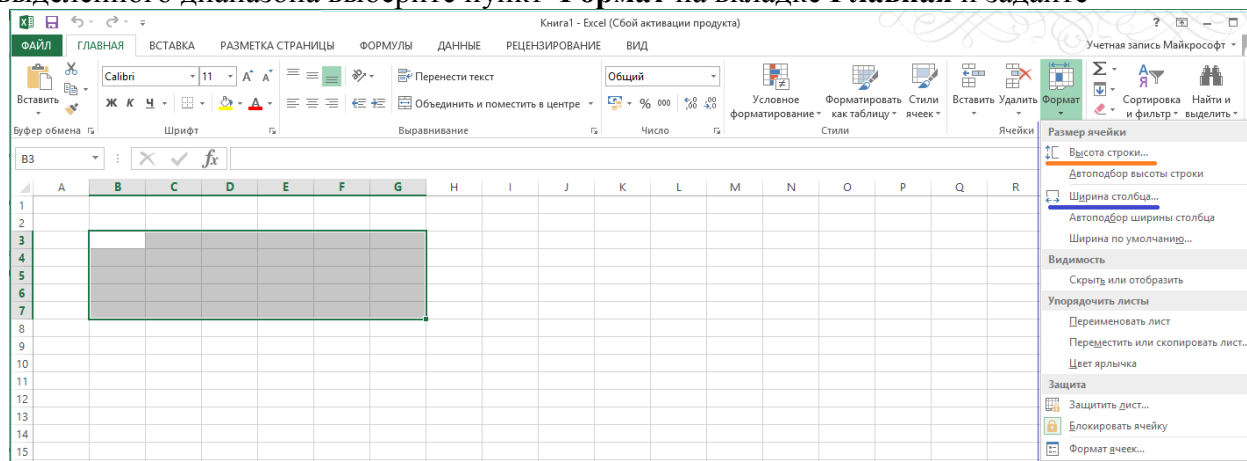 выделенного диапазона выберите пункт Формат на вкладке Главная и задайте
Книга1 - Excel (Сбой активации продукта)
ФАЙЛ ГЛАВНАЯ ВСТАВКА РАЗМЕТКА СТРАНИЦЫ ФОРМУЛЫ ДАННЫЕ РЕЦЕНЗИРОВАНИЕ ВИД Учетная запись Майкрософт
Calibri 11 Перенести текст Общий
Вставить Ж К Ч Объединить и поместить в центре % 000 Условное форматирование Форматировать как таблицу Стили ячеек Вставить Удалить Формат Сортировка и фильтр Найти и выделить
Буфер обмена Шрифт Выравнивание Число Стили Ячейки
B3 fx
A B C D E F G H I J K L M N O P Q R
1
2
3
4
5
6
7
8
9
10
11
12
13
14
15
Размер ячейки
Высота строки...
Автоподбор высоты строки
Ширина столбца...
Автоподбор ширины столбца
Ширина по умолчанию...
Видимость
Скрыть или отобразить
Упорядочить листы
Переименовать лист
Переместить или скопировать лист..
Цвет ярлычка
Защита
Защитить лист...
Блокировать ячейку
Формат ячеек...